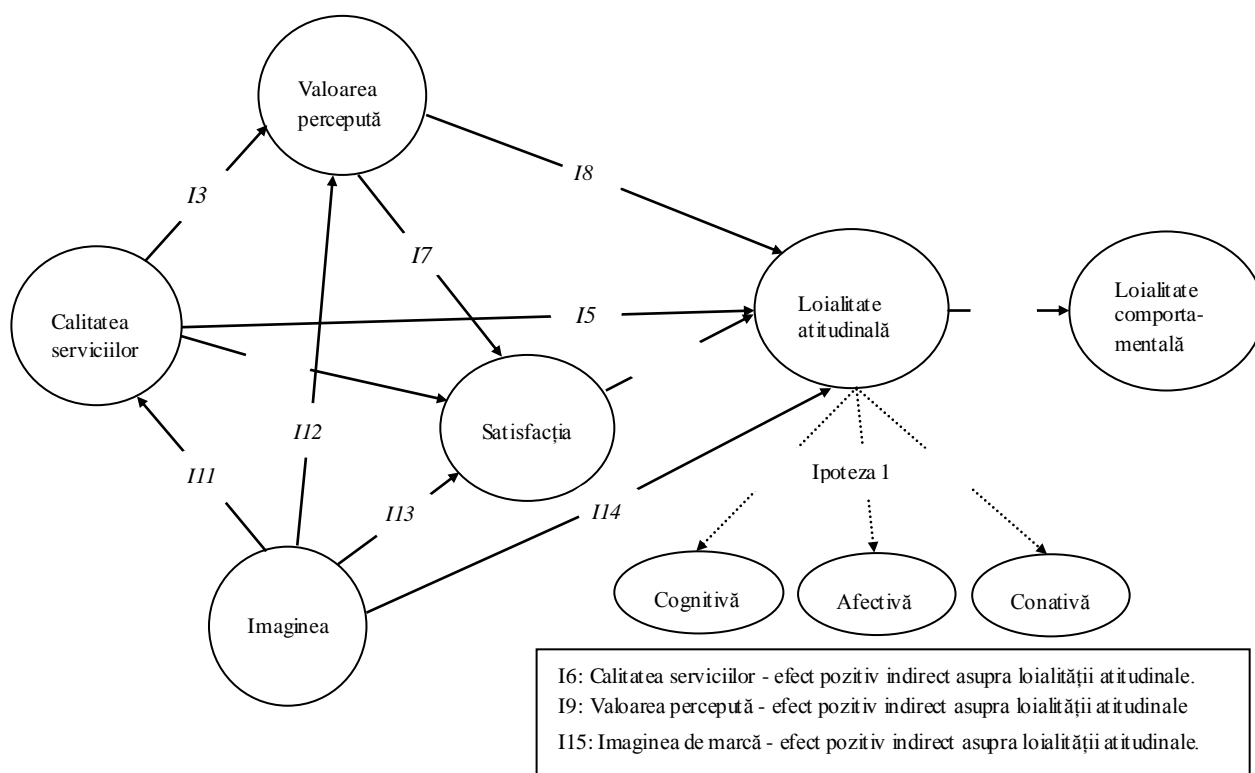 Valoarea
percepută
I8
I3
I7
Loialitate
atitudinală
Loialitate
comporta-
mentală
Calitatea
serviciilor
I5
Satisfacția
I12
I11
I13
I14
Ipoteza 1
Imaginea
Cognitivă
Afectivă
Conativă
I6: Calitatea serviciilor - efect pozitiv indirect asupra loialității atitudinale.
I9: Valoarea percepută - efect pozitiv indirect asupra loialității atitudinale
I15: Imaginea de marcă - efect pozitiv indirect asupra loialității atitudinale.